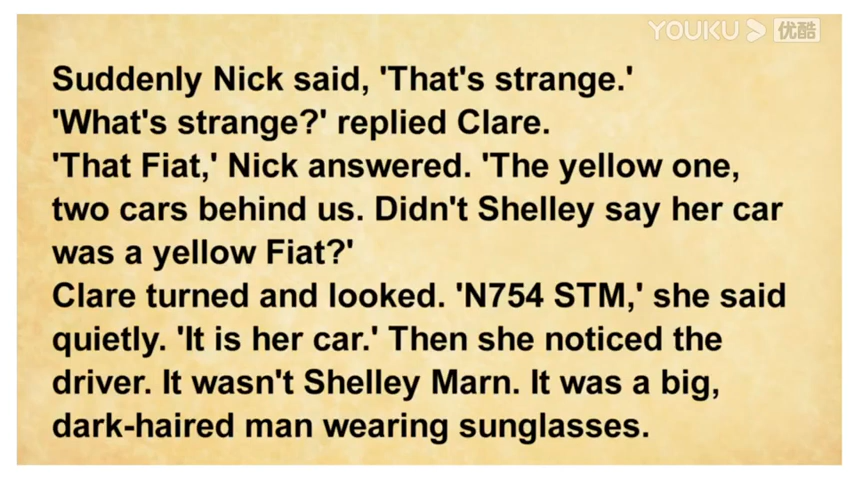 YOUKU 优酷
Suddenly Nick said, 'That's strange.'
'What's strange?' replied Clare.
'That Fiat,' Nick answered. 'The yellow one,
two cars behind us. Didn't Shelley say her car
was a yellow Fiat?'
Clare turned and looked. 'N754 STM,' she said
quietly. 'It is her car.' Then she noticed the
driver. It wasn't Shelley Marn. It was a big,
dark-haired man wearing sunglasses.